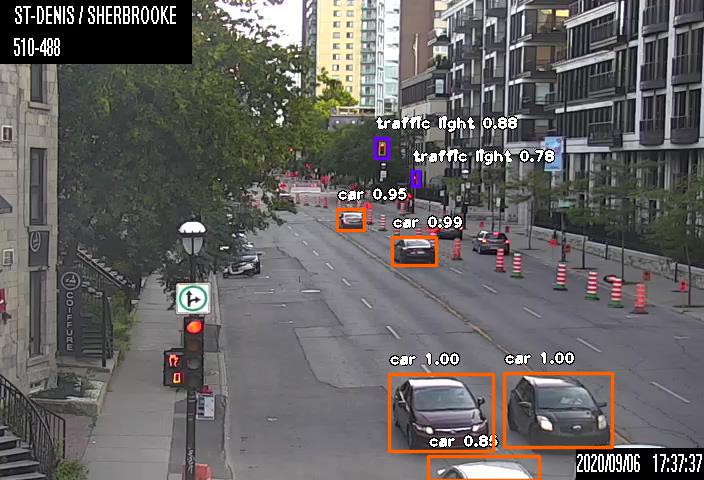 ST-DENIS / SHERBROOKE
510-488
traffic light 0.88
traffic light 0.78
car 0.95
car 0.99
COIFFURE
car 1.00
car 1.00
car 0.85
2020/09/06 17:37:37